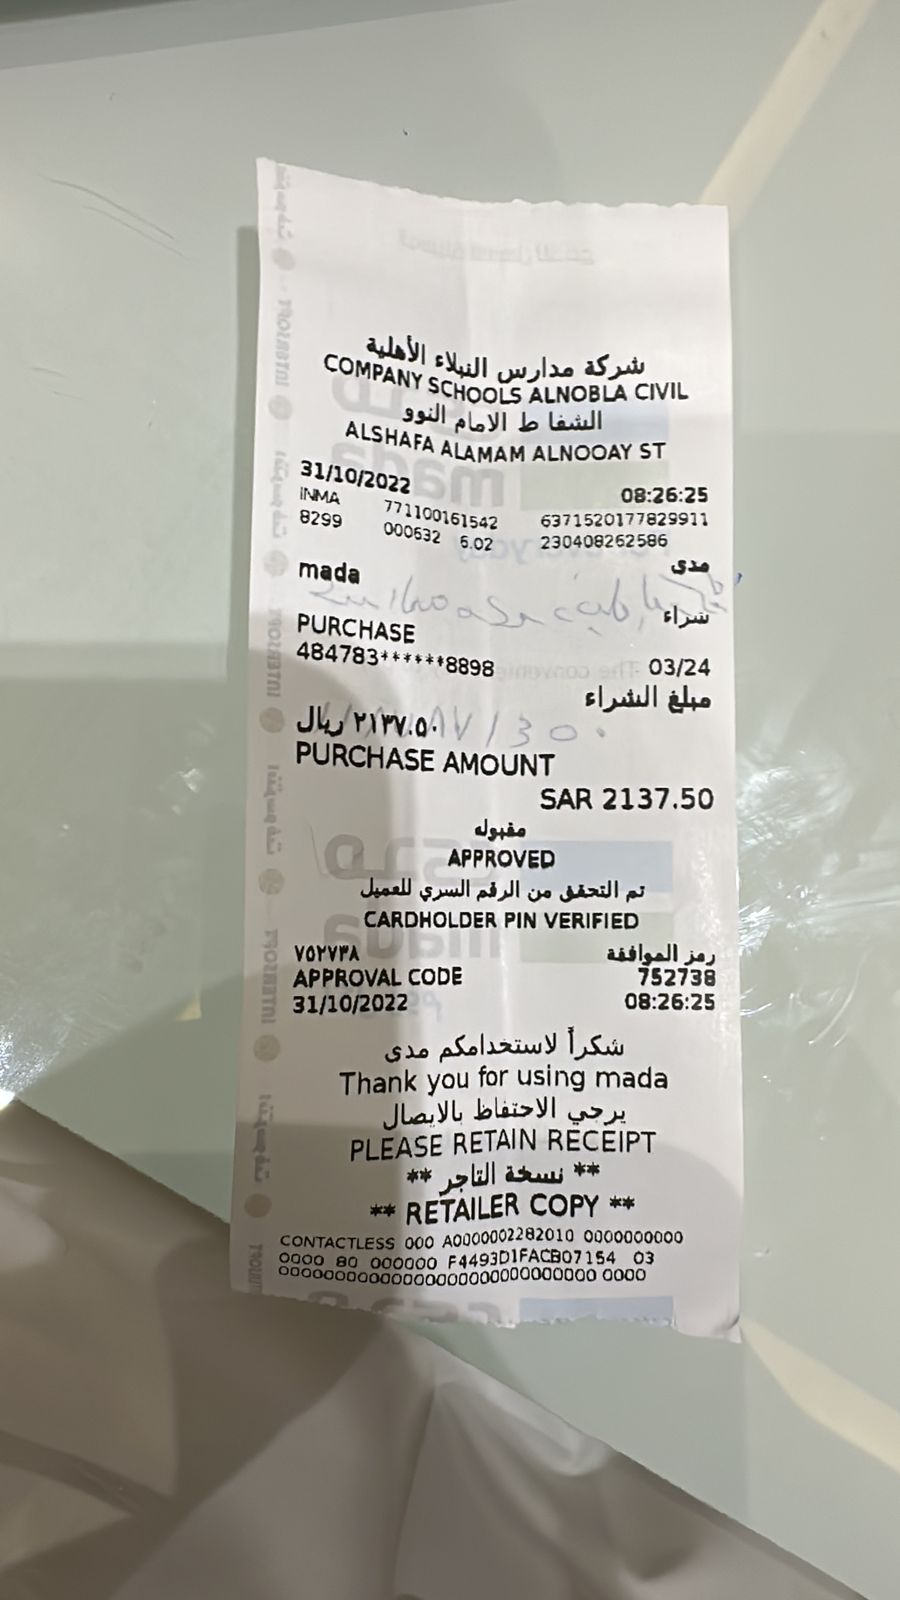 شركة مدارس النبلاء الأهلية
COMPANY SCHOOLS ALNOBLA CIVIL
الشفا ط الامام النوو
ALSHAFA ALAMAM ALNOOAY ST
31/10/2022 08:26:25
INMA 771100161542 6371520177829911
8299 000632 6.02 230408262586
mada مدى
شراء
PURCHASE
484783******8898 03/24
مبلغ الشراء
٢١٣٧.٥٠ ريال
PURCHASE AMOUNT
SAR 2137.50
مقبوله
APPROVED
تم التحقق من الرقم السري للعميل
CARDHOLDER PIN VERIFIED
٧٥٢٧٣٨ رمز الموافقة
APPROVAL CODE 752738
31/10/2022 08:26:25
شكراً لاستخدامكم مدى
Thank you for using mada
يرجي الاحتفاظ بالايصال
PLEASE RETAIN RECEIPT
** نسخة التاجر **
** RETAILER COPY **
CONTACTLESS 000 A0000002282010 0000000000
0000 80 000000 F4493D1FACB07154 03